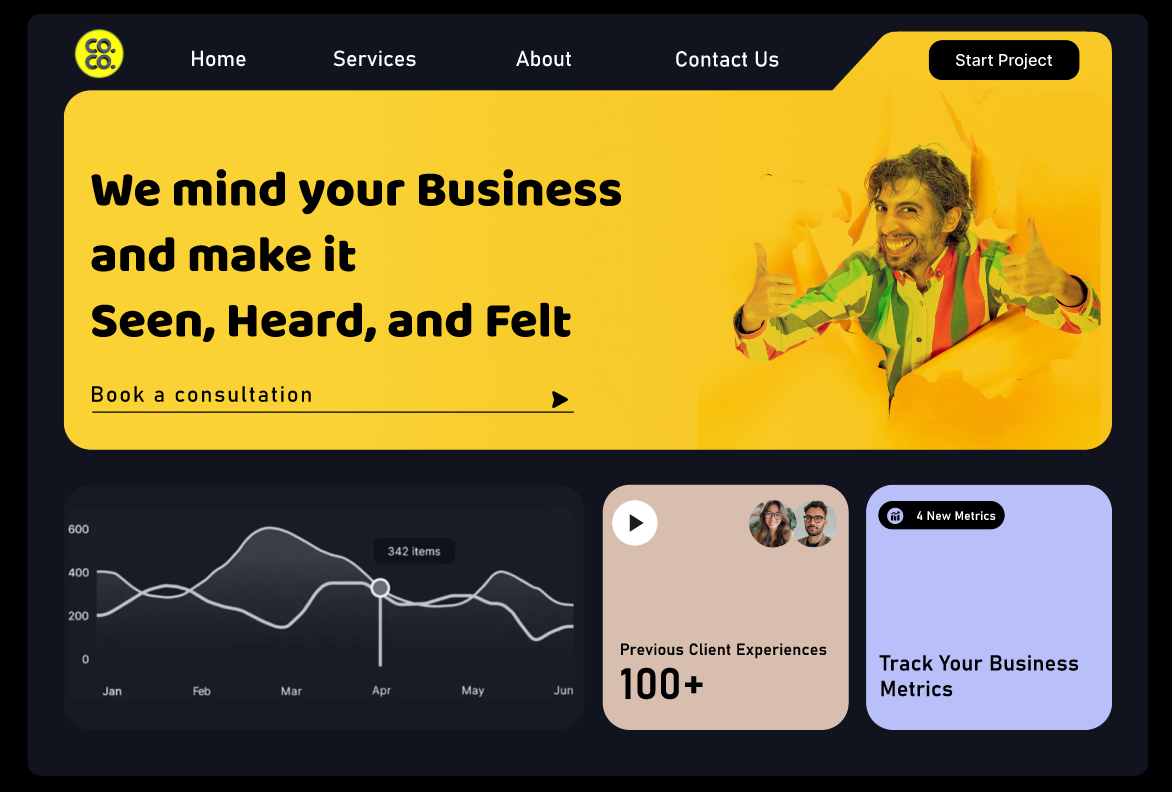 CO.
CO.
Home
Services
About
Contact Us
Start Project
We mind your Business
and make it
Seen, Heard, and Felt
Book a consultation
600
400
200
0
342 items
Jan
Feb
Mar
Apr
May
Jun
Previous Client Experiences
100+
4 New Metrics
Track Your Business
Metrics